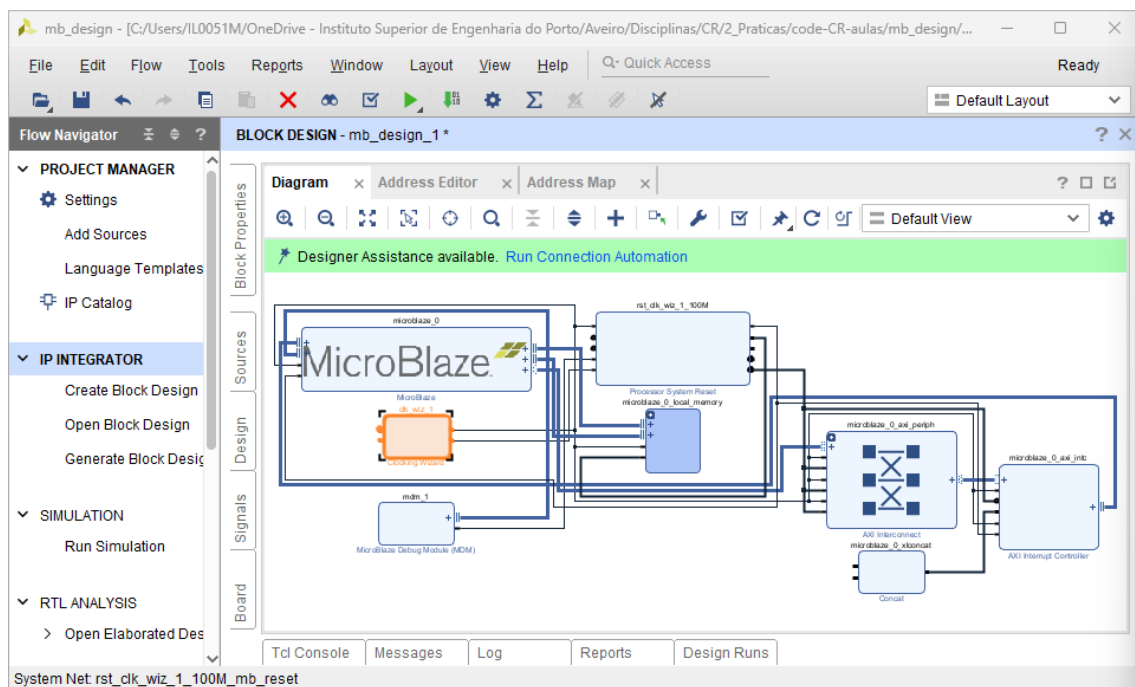 mb_design - [C:/Users/IL0051M/OneDrive - Instituto Superior de Engenharia do Porto/Aveiro/Disciplinas/CR/2_Praticas/code-CR-aulas/mb_design/...
File Edit Flow Tools Reports Window Layout View Help Q- Quick Access Ready
Default Layout
Flow Navigator ?
BLOCK DESIGN - mb_design_1 * ?
PROJECT MANAGER
Settings
Add Sources
Language Templates
IP Catalog
IP INTEGRATOR
Create Block Design
Open Block Design
Generate Block Desig
SIMULATION
Run Simulation
RTL ANALYSIS
Open Elaborated Des
Block Properties
Sources
Design
Signals
Board
Diagram Address Editor Address Map ?
Default View
Designer Assistance available. Run Connection Automation
microblaze_0
MicroBlaze
MicroBlaze
rst_clk_wiz_1_100M
Processor System Reset
clk_wiz_1
Clocking Wizard
microblaze_0_local_memory
mdm_1
MicroBlaze Debug Module (MDM)
microblaze_0_axi_periph
AXI Interconnect
microblaze_0_axi_intc
AXI Interrupt Controller
microblaze_0_xlconcat
Concat
Tcl Console Messages Log Reports Design Runs
System Net: rst_clk_wiz_1_100M_mb_reset